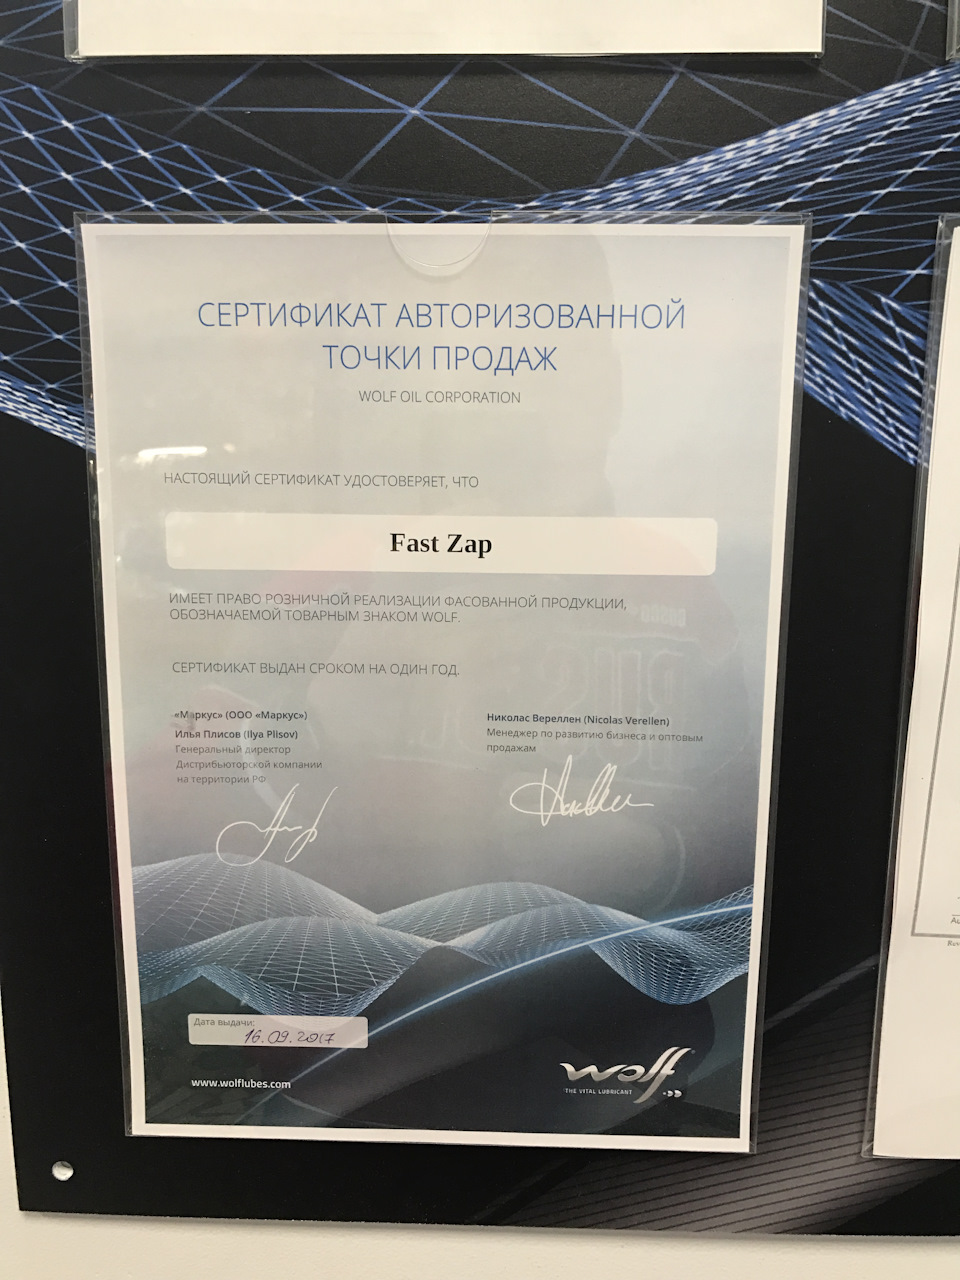 СЕРТИФИКАТ АВТОРИЗОВАННОЙ
ТОЧКИ ПРОДАЖ
WOLF OIL CORPORATION
НАСТОЯЩИЙ СЕРТИФИКАТ УДОСТОВЕРЯЕТ, ЧТО
Fast Zap
ИМЕЕТ ПРАВО РОЗНИЧНОЙ РЕАЛИЗАЦИИ ФАСОВАННОЙ ПРОДУКЦИИ,
ОБОЗНАЧАЕМОЙ ТОВАРНЫМ ЗНАКОМ WOLF.
СЕРТИФИКАТ ВЫДАН СРОКОМ НА ОДИН ГОД.
«Маркус» (ООО «Маркус»)
Илья Плисов (Ilya Plisov)
Генеральный директор
Дистрибьюторской компании
на территории РФ
Николас Вереллен (Nicolas Verellen)
Менеджер по развитию бизнеса и оптовым
продажам
Дата выдачи:
16.09.2017
www.wolflubes.com
wolf
THE VITAL LUBRICANT